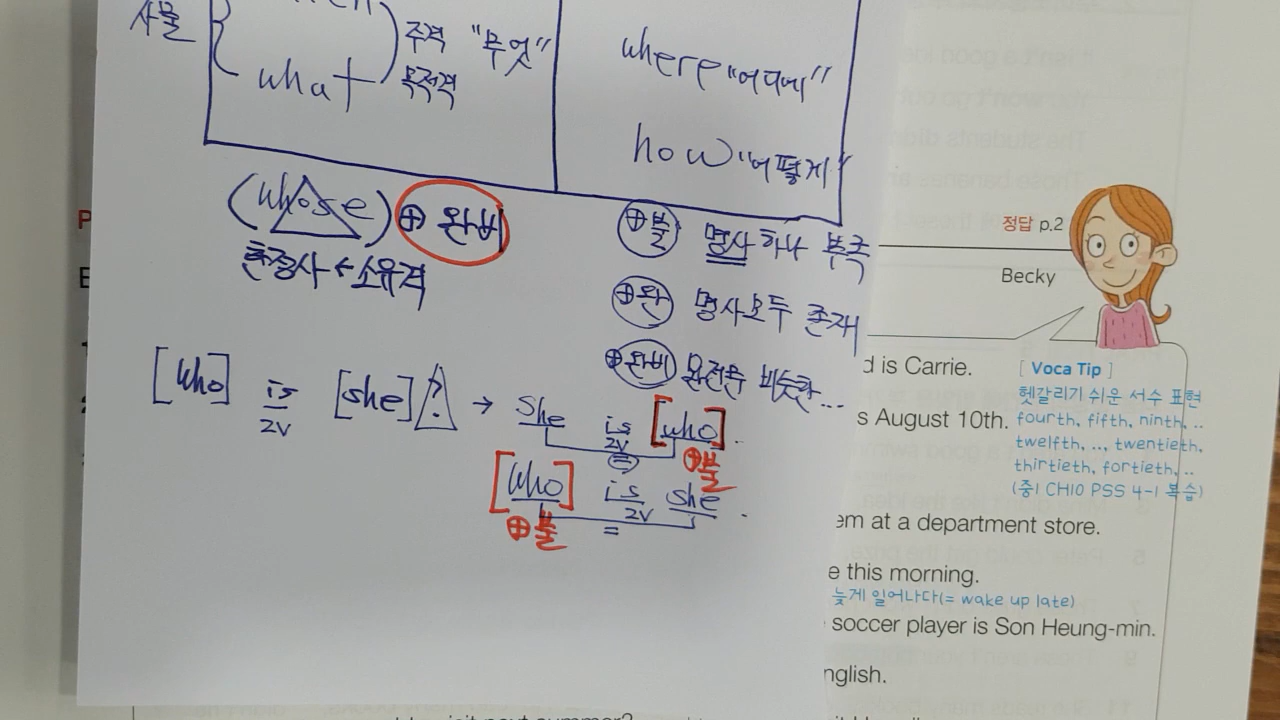 사물
what
주격 "무엇"
목적격
where "어디에"
how "어떻게"
(whose) ⊕ 완비
한정사 ← 소유격
⊕불 명사 하나 부족
⊕완 명사 모두 존재
⊕완비 완전 비슷한...
[who] is [she] ? → she is [who].
2V 2V
= ⊕불
[who] is she.
2V
⊕불 =
정답 p.2
Becky
d is Carrie.
s August 10th.
em at a department store.
e this morning.
늦게 일어나다(= wake up late)
soccer player is Son Heung-min.
nglish.
[ Voca Tip ]
헷갈리기 쉬운 서수 표현
fourth, fifth, ninth, ..
twelfth, .., twentieth,
thirtieth, fortieth, ..
(중1 CH10 PSS 4-1 복습)